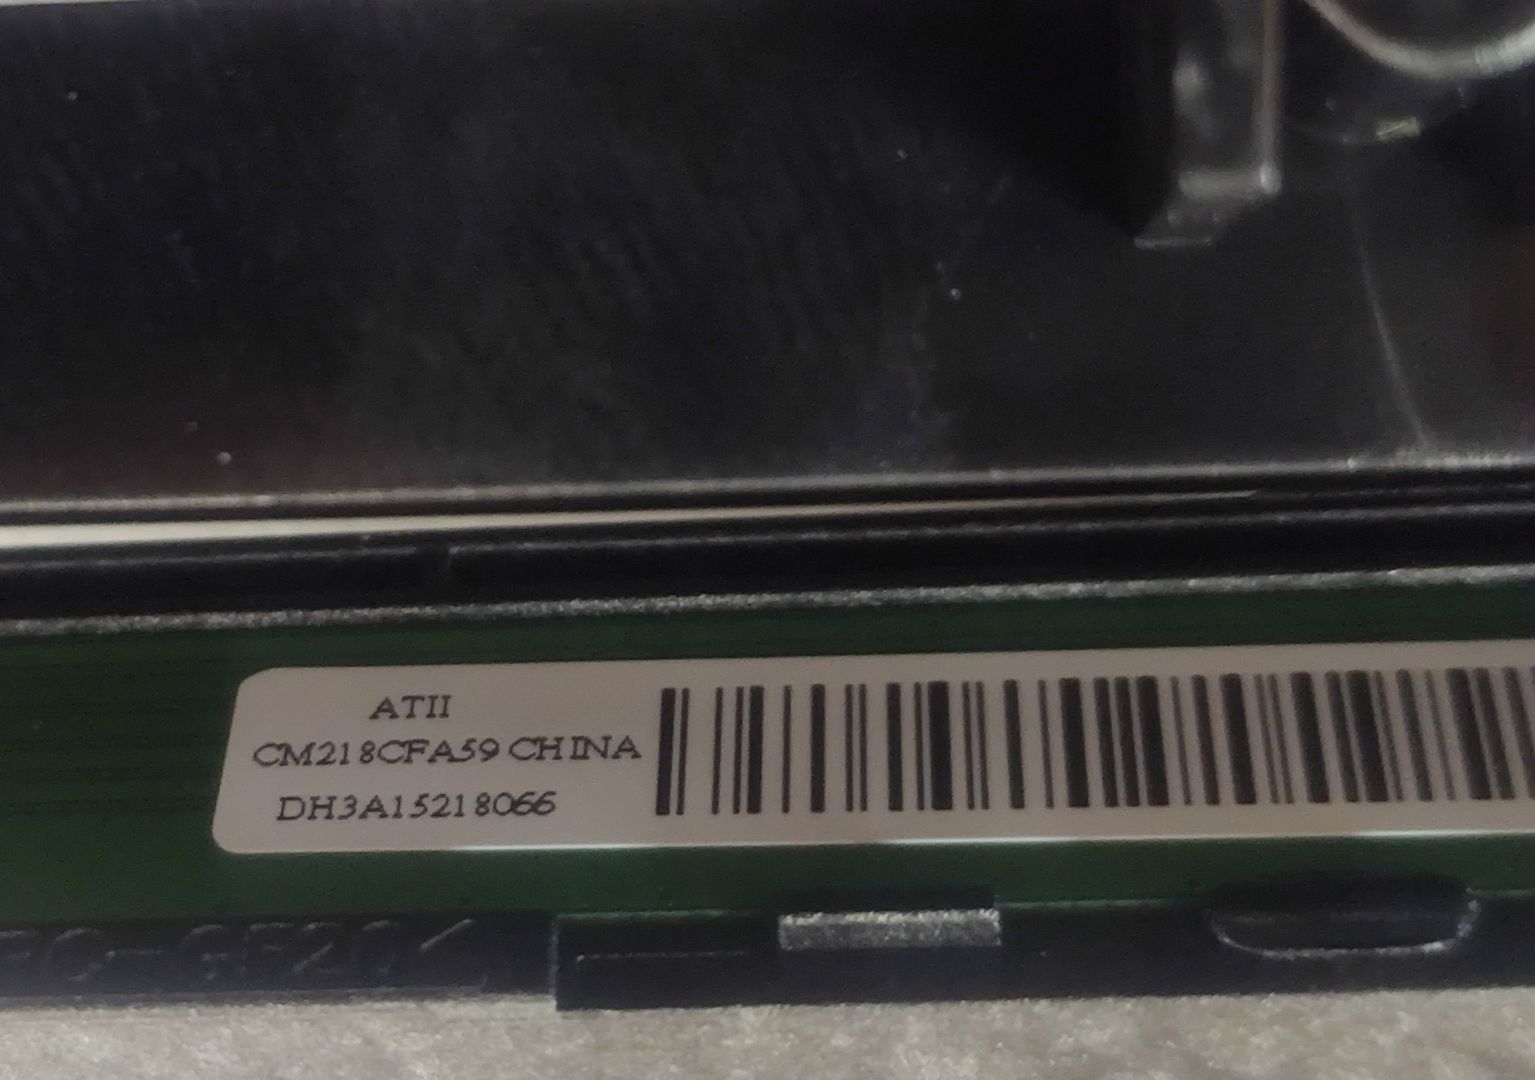 ATII
CM218CFA59 CHINA
DH3A15218066